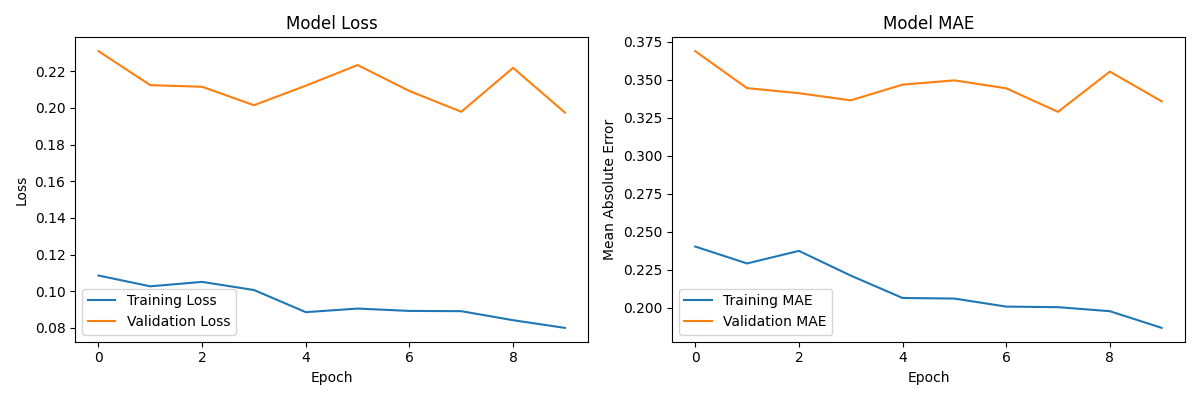 Model Loss
Loss
0.22
0.20
0.18
0.16
0.14
0.12
0.10
0.08
Training Loss
Validation Loss
0 2 4 6 8
Epoch
Model MAE
Mean Absolute Error
0.375
0.350
0.325
0.300
0.275
0.250
0.225
0.200
Training MAE
Validation MAE
0 2 4 6 8
Epoch